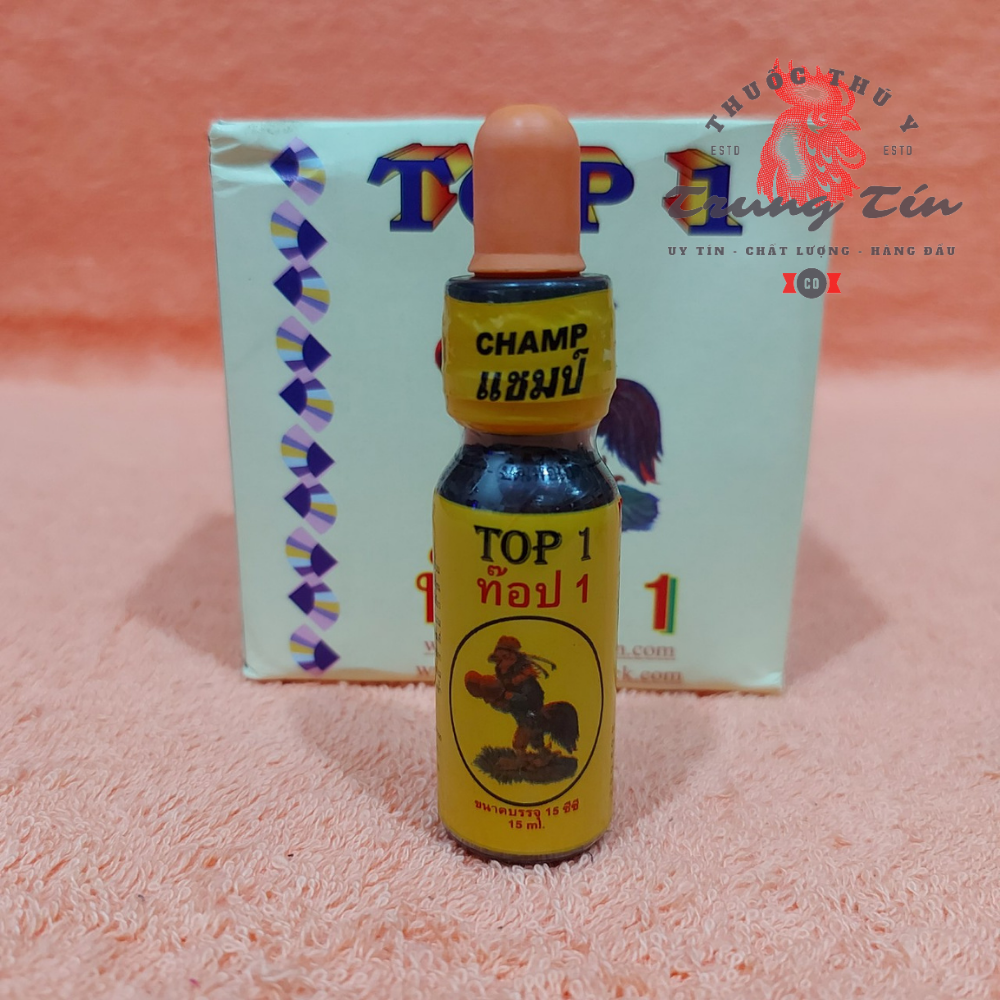 THUỐC THÚ Y
ESTD ESTD
Trung Tín
UY TÍN - CHẤT LƯỢNG - HÀNG ĐẦU
CD
TOP 1
CHAMP
แชมป์
TOP 1
ท๊อป 1
ขนาดบรรจุ 15 ซีซี
15 ml.
1